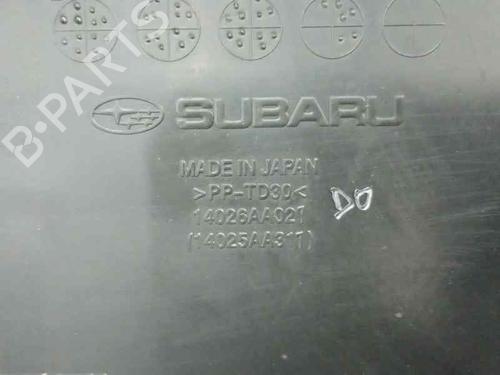 B-PARTS
SUBARU
MADE IN JAPAN
>PP-TD30<
14026AA021
(14025AA311)
DO